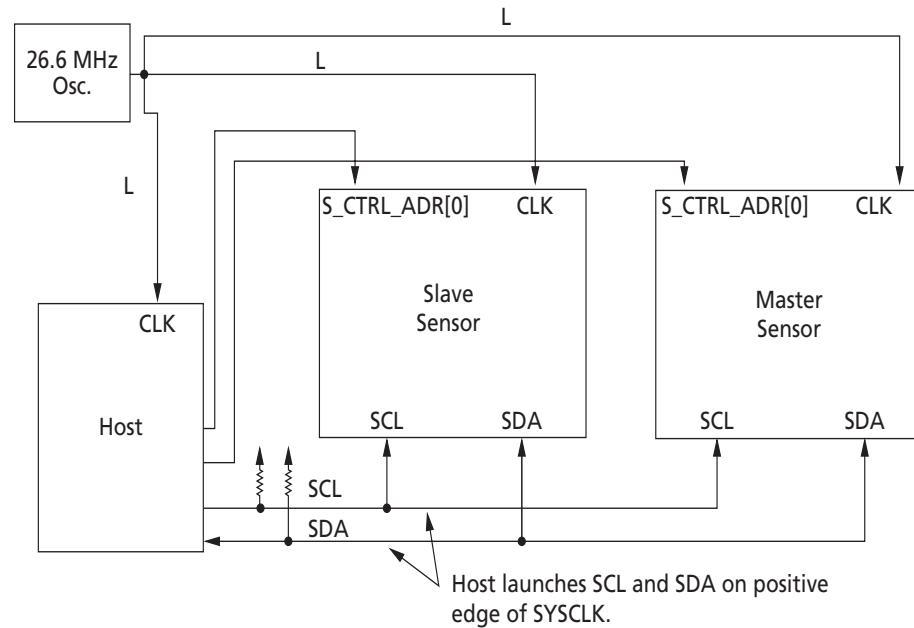 L
26.6 MHz
Osc.
L
L
S_CTRL_ADR[0] CLK
S_CTRL_ADR[0] CLK
Slave
Sensor
Master
Sensor
CLK
Host
SCL SDA
SCL SDA
SCL
SDA
Host launches SCL and SDA on positive
edge of SYSCLK.